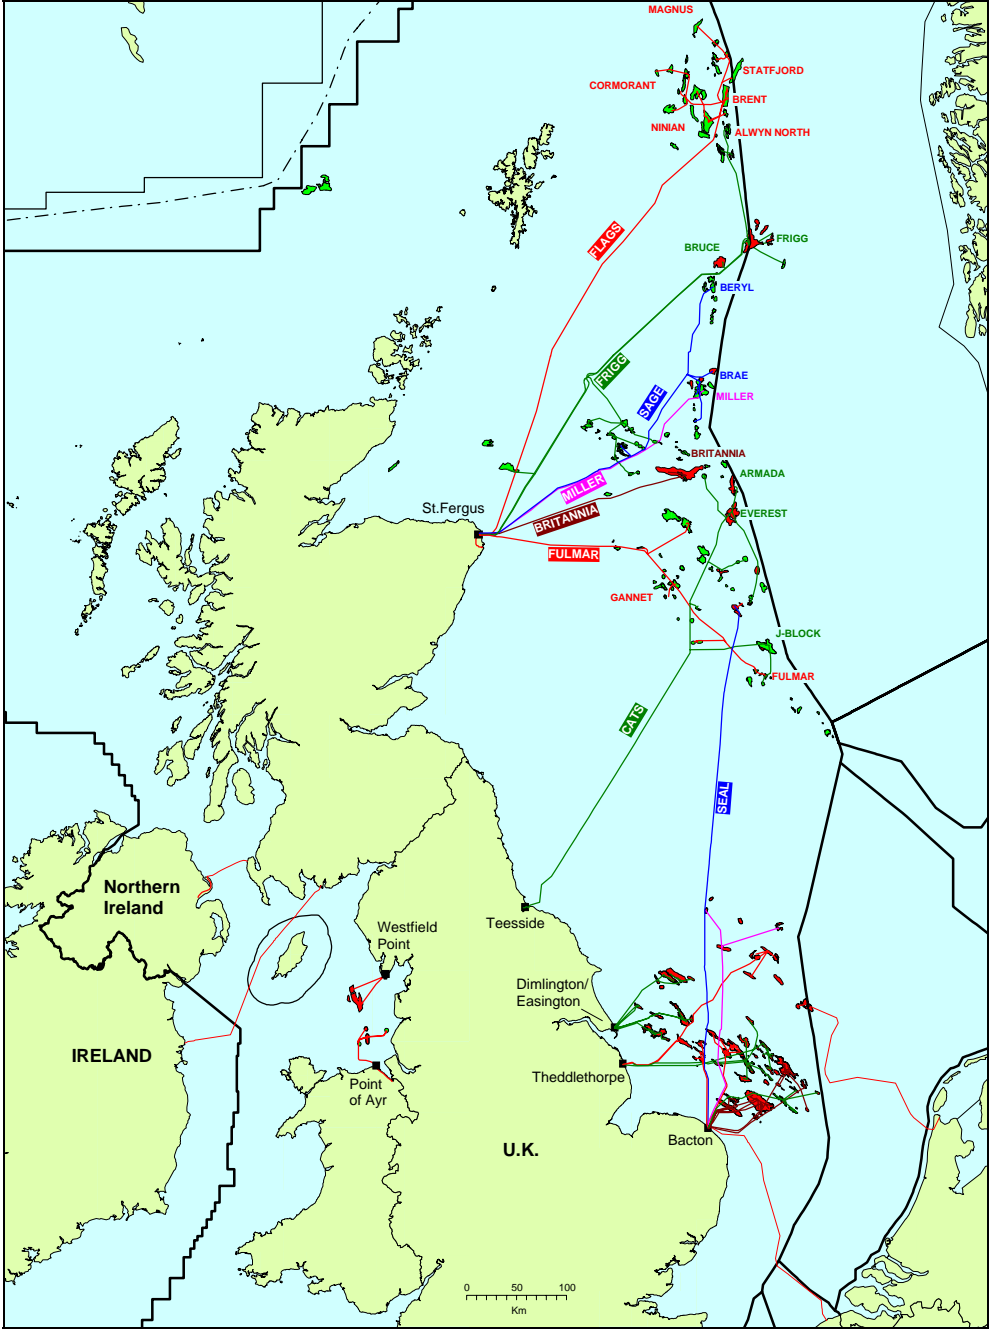 MAGNUS
STATFJORD
CORMORANT
BRENT
NINIAN
ALWYN NORTH
FLAGS
FRIGG
BRUCE
BERYL
FRIGG
BRAE
SAGE
MILLER
BRITANNIA
ARMADA
MILLER
St.Fergus
BRITANNIA
EVEREST
FULMAR
GANNET
J-BLOCK
FULMAR
CATS
SEAL
Northern
Ireland
Teesside
Westfield
Point
Dimlington/
Easington
IRELAND
Theddlethorpe
Point
of Ayr
Bacton
U.K.
0 50 100
Km